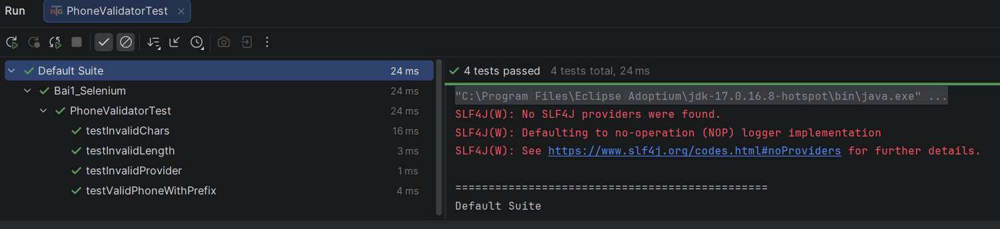 Run
PhoneValidatorTest
Default Suite 24 ms
Bai1_Selenium 24 ms
PhoneValidatorTest 24 ms
testInvalidChars 16 ms
testInvalidLength 3 ms
testInvalidProvider 1 ms
testValidPhoneWithPrefix 4 ms
4 tests passed 4 tests total, 24 ms
"C:\Program Files\Eclipse Adoptium\jdk-17.0.16.8-hotspot\bin\java.exe" ...
SLF4J(W): No SLF4J providers were found.
SLF4J(W): Defaulting to no-operation (NOP) logger implementation
SLF4J(W): See https://www.slf4j.org/codes.html#noProviders for further details.
===============================================
Default Suite